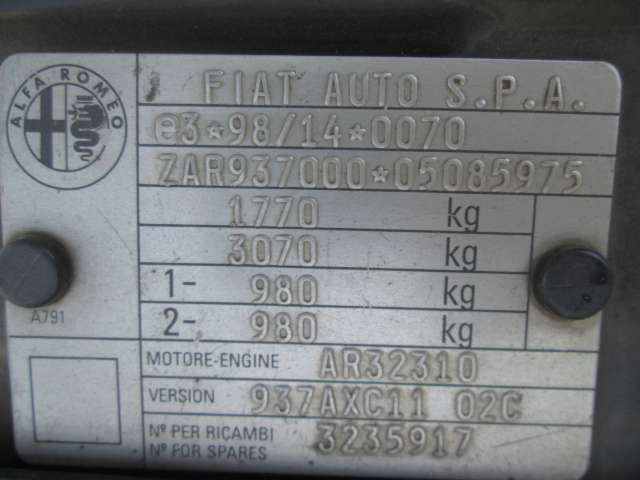 ALFA ROMEO
FIAT AUTO S.P.A.
e3*98/14*0070
ZAR937000*05085975
1770 kg
3070 kg
1- 980 kg
2- 980 kg
A791
MOTORE-ENGINE AR32310
VERSION 937AXC11 02C
Nº PER RICAMBI
Nº FOR SPARES 3235917